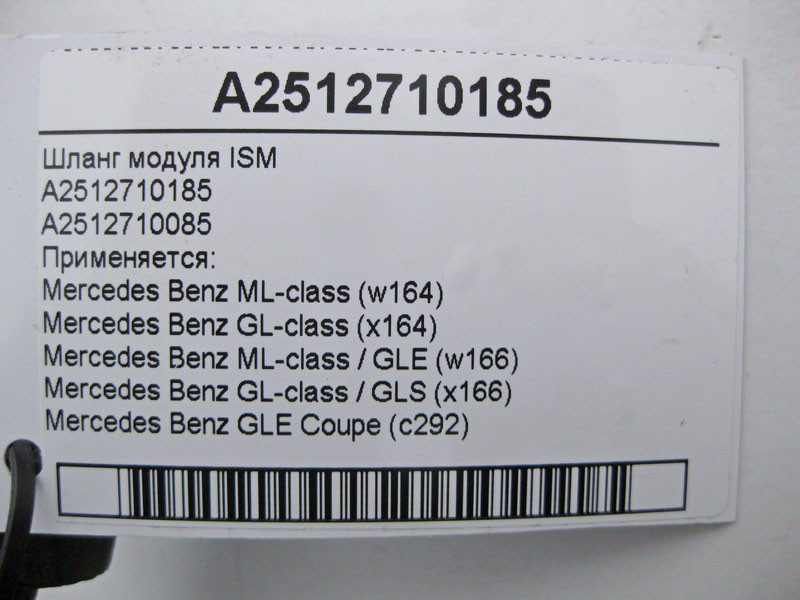 A2512710185
Шланг модуля ISM
A2512710185
A2512710085
Применяется:
Mercedes Benz ML-class (w164)
Mercedes Benz GL-class (x164)
Mercedes Benz ML-class / GLE (w166)
Mercedes Benz GL-class / GLS (x166)
Mercedes Benz GLE Coupe (c292)